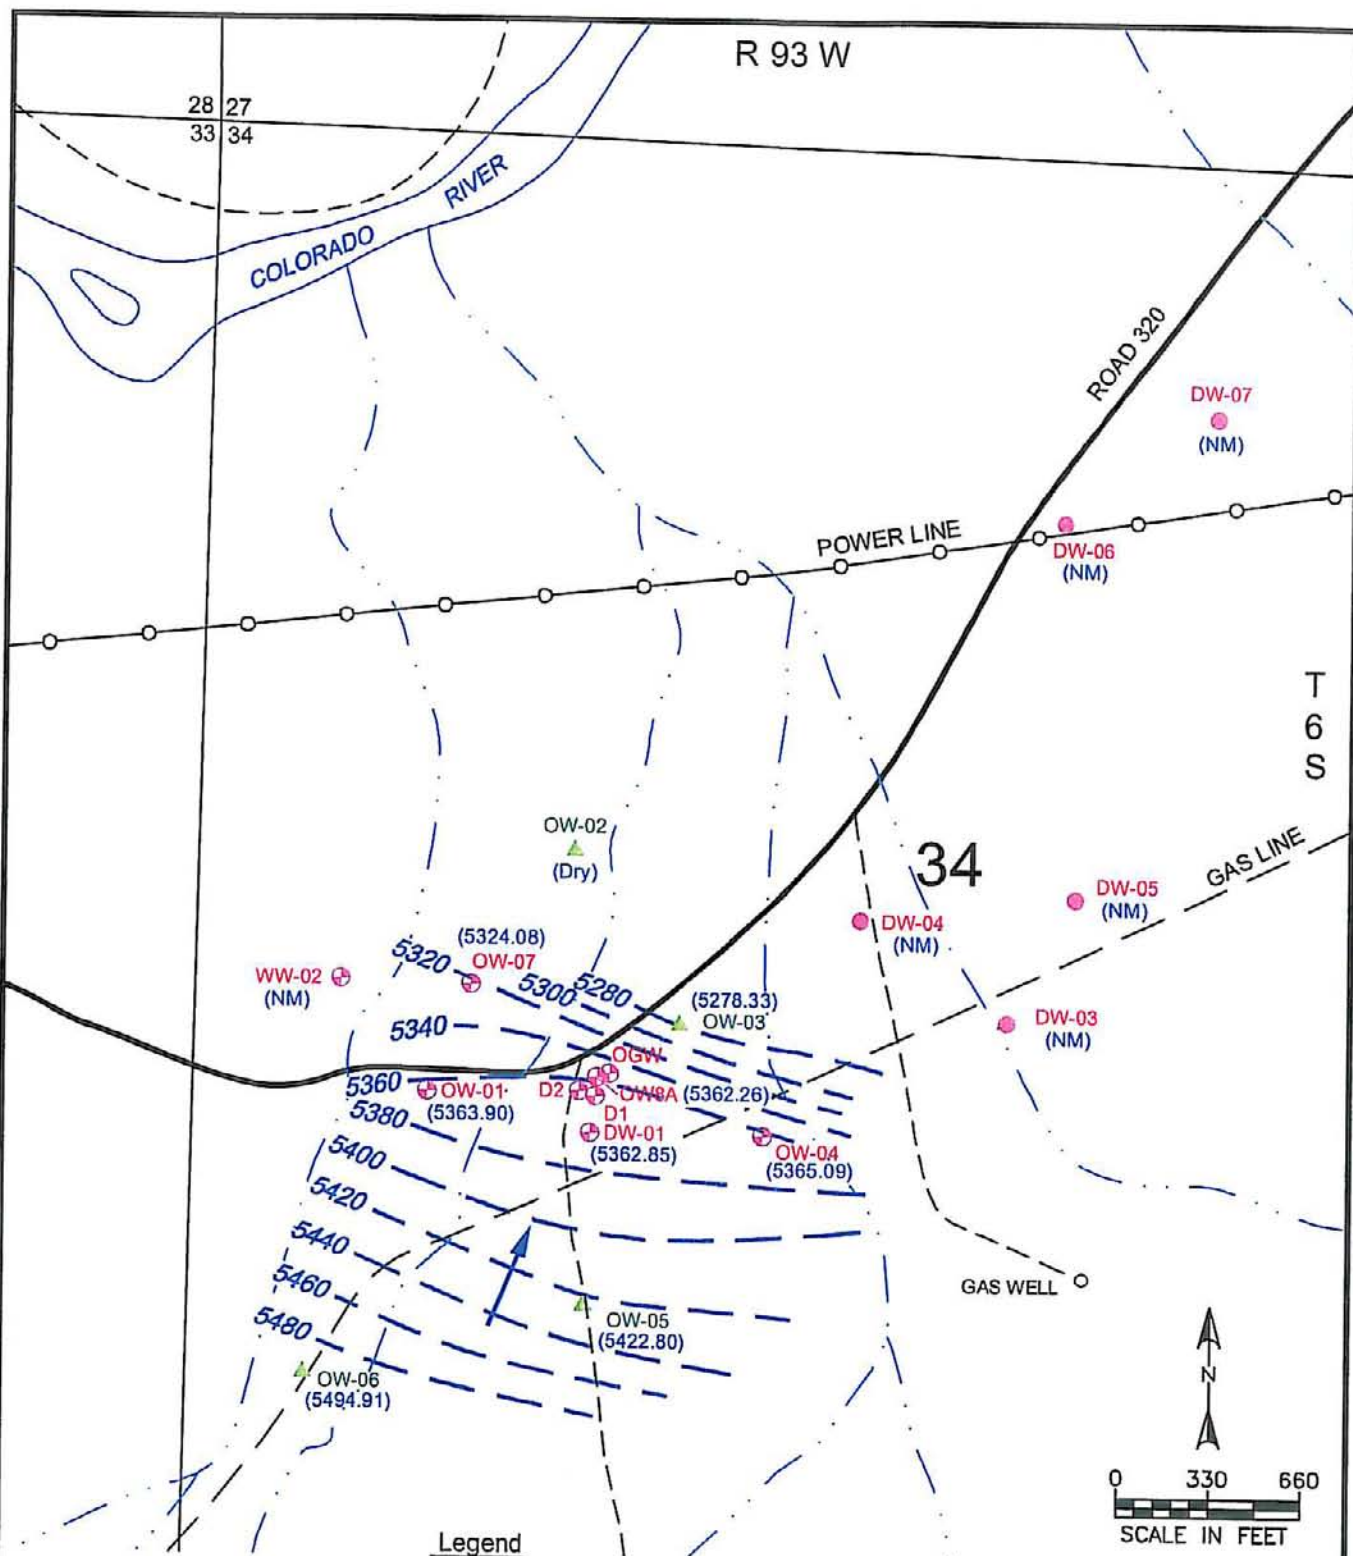 R 93 W
28 27
33 34
COLORADO RIVER
ROAD 320
DW-07
(NM)
POWER LINE
DW-06
(NM)
T
6
S
OW-02
(Dry)
34
GAS LINE
DW-05
(NM)
DW-04
(NM)
(5324.08)
OW-07
5320
WW-02
(NM)
5300
5280
(5278.33)
OW-03
DW-03
(NM)
5340
OGW
5360
OW-01
(5363.90)
D2
OW8A
(5362.26)
D1
5380
DW-01
(5362.85)
OW-04
(5365.09)
5400
5420
5440
5460
5480
GAS WELL
OW-05
(5422.80)
OW-06
(5494.91)
N
0 330 660
SCALE IN FEET
Legend